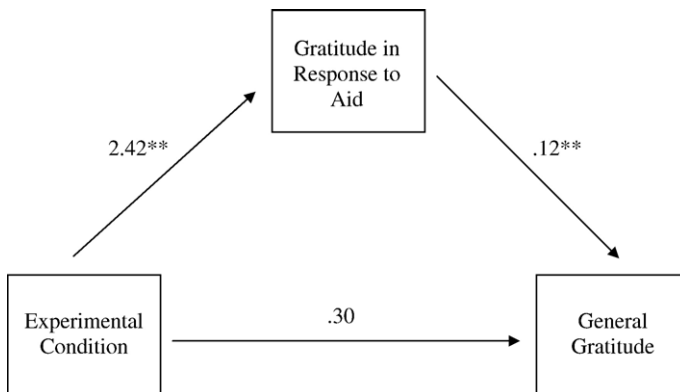 Gratitude in
Response to
Aid
2.42**
.12**
Experimental
Condition
.30
General
Gratitude